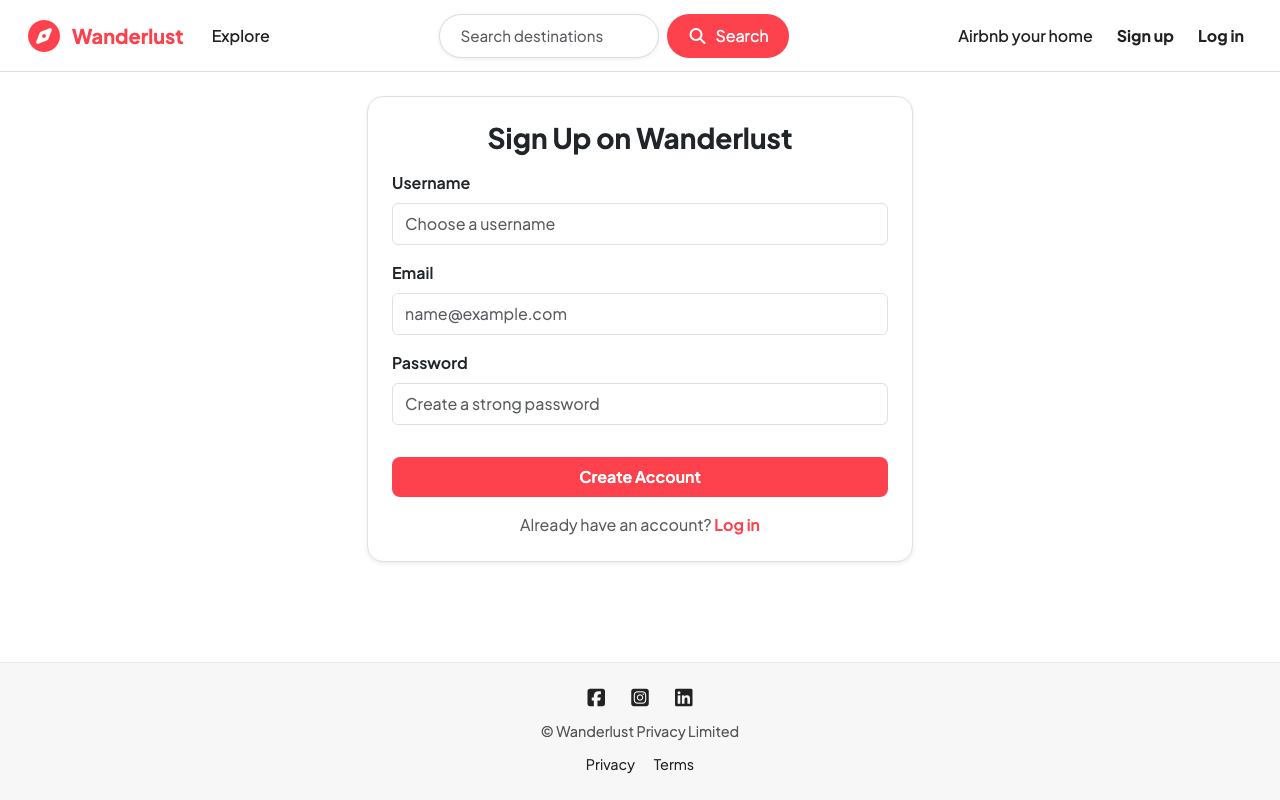 Wanderlust
Explore
Search destinations
Search
Airbnb your home
Sign up
Log in
Sign Up on Wanderlust
Username
Choose a username
Email
name@example.com
Password
Create a strong password
Create Account
Already have an account? Log in
© Wanderlust Privacy Limited
Privacy
Terms